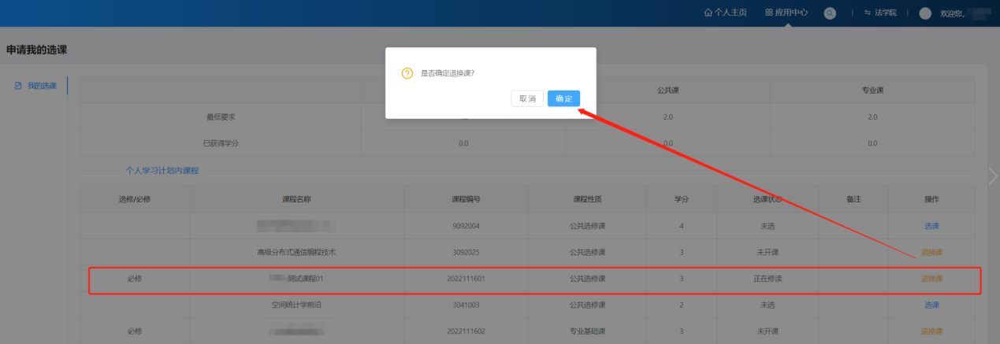 个人主页 应用中心 法学院 欢迎您,
申请我的选课
是否确定退换课?
取消 确定
我的选课
公共课 专业课
最低要求 2.0 2.0
已获得学分 0.0 0.0 0.0
个人学习计划内课程
选修/必修 课程名称 课程编号 课程性质 学分 选课状态 备注 操作
9092004 公共选修课 4 未选 选课
高级分布式通信编程技术 3092025 公共选修课 3 未开课 退换课
必修 测试课程01 2022111601 公共选修课 3 正在修读 退换课
空间统计学前沿 3041003 公共选修课 2 未选 选课
必修 2022111602 专业基础课 3 未开课 退换课